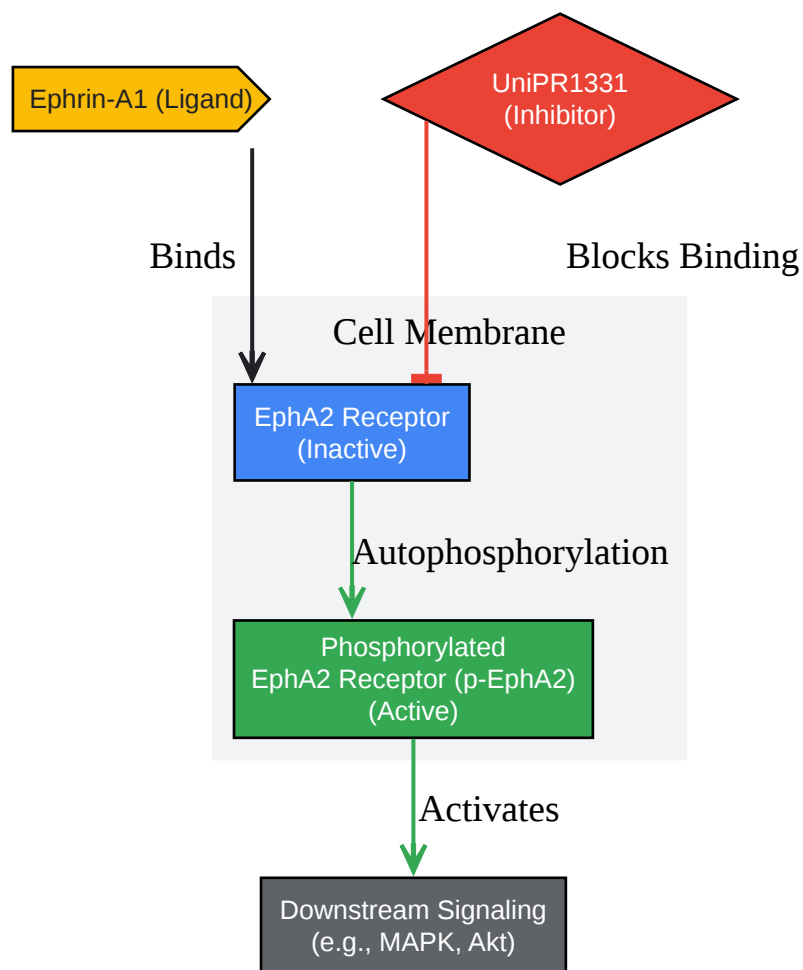 Ephrin-A1 (Ligand)
UniPR1331
(Inhibitor)
Binds
Blocks Binding
Cell Membrane
EphA2 Receptor
(Inactive)
Autophosphorylation
Phosphorylated
EphA2 Receptor (p-EphA2)
(Active)
Activates
Downstream Signaling
(e.g., MAPK, Akt)